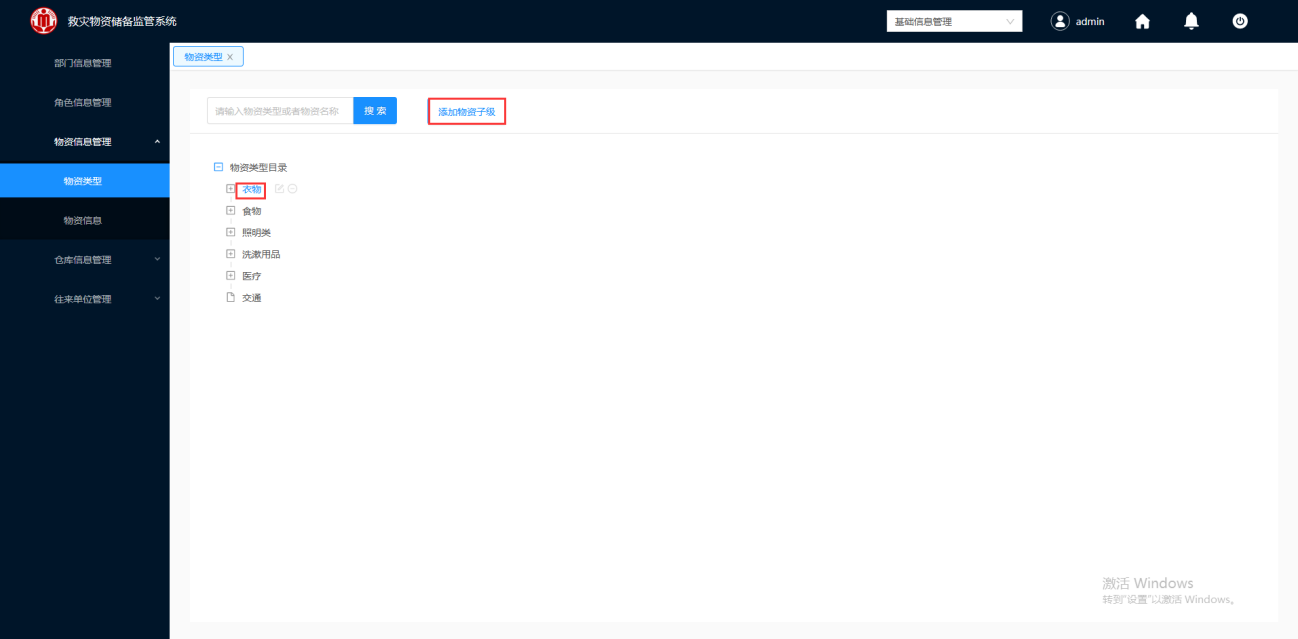 救灾物资储备监管系统
基础信息管理
admin
部门信息管理
角色信息管理
物资信息管理
物资类型
物资信息
仓库信息管理
往来单位管理
物资类型 ×
请输入物资类型或者物资名称
搜 索
添加物资子级
物资类型目录
衣物
食物
照明类
洗漱用品
医疗
交通
激活 Windows
转到"设置"以激活 Windows。